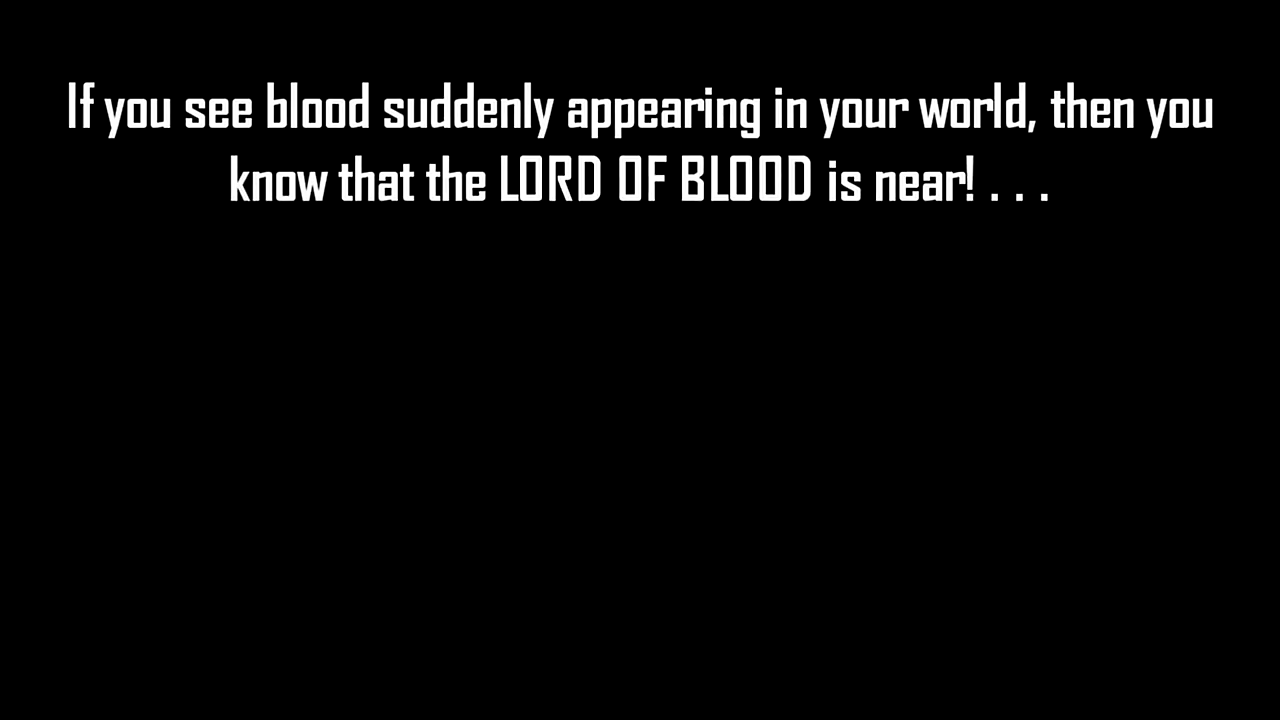 If you see blood suddenly appearing in your world, then you
know that the LORD OF BLOOD is near! . . .